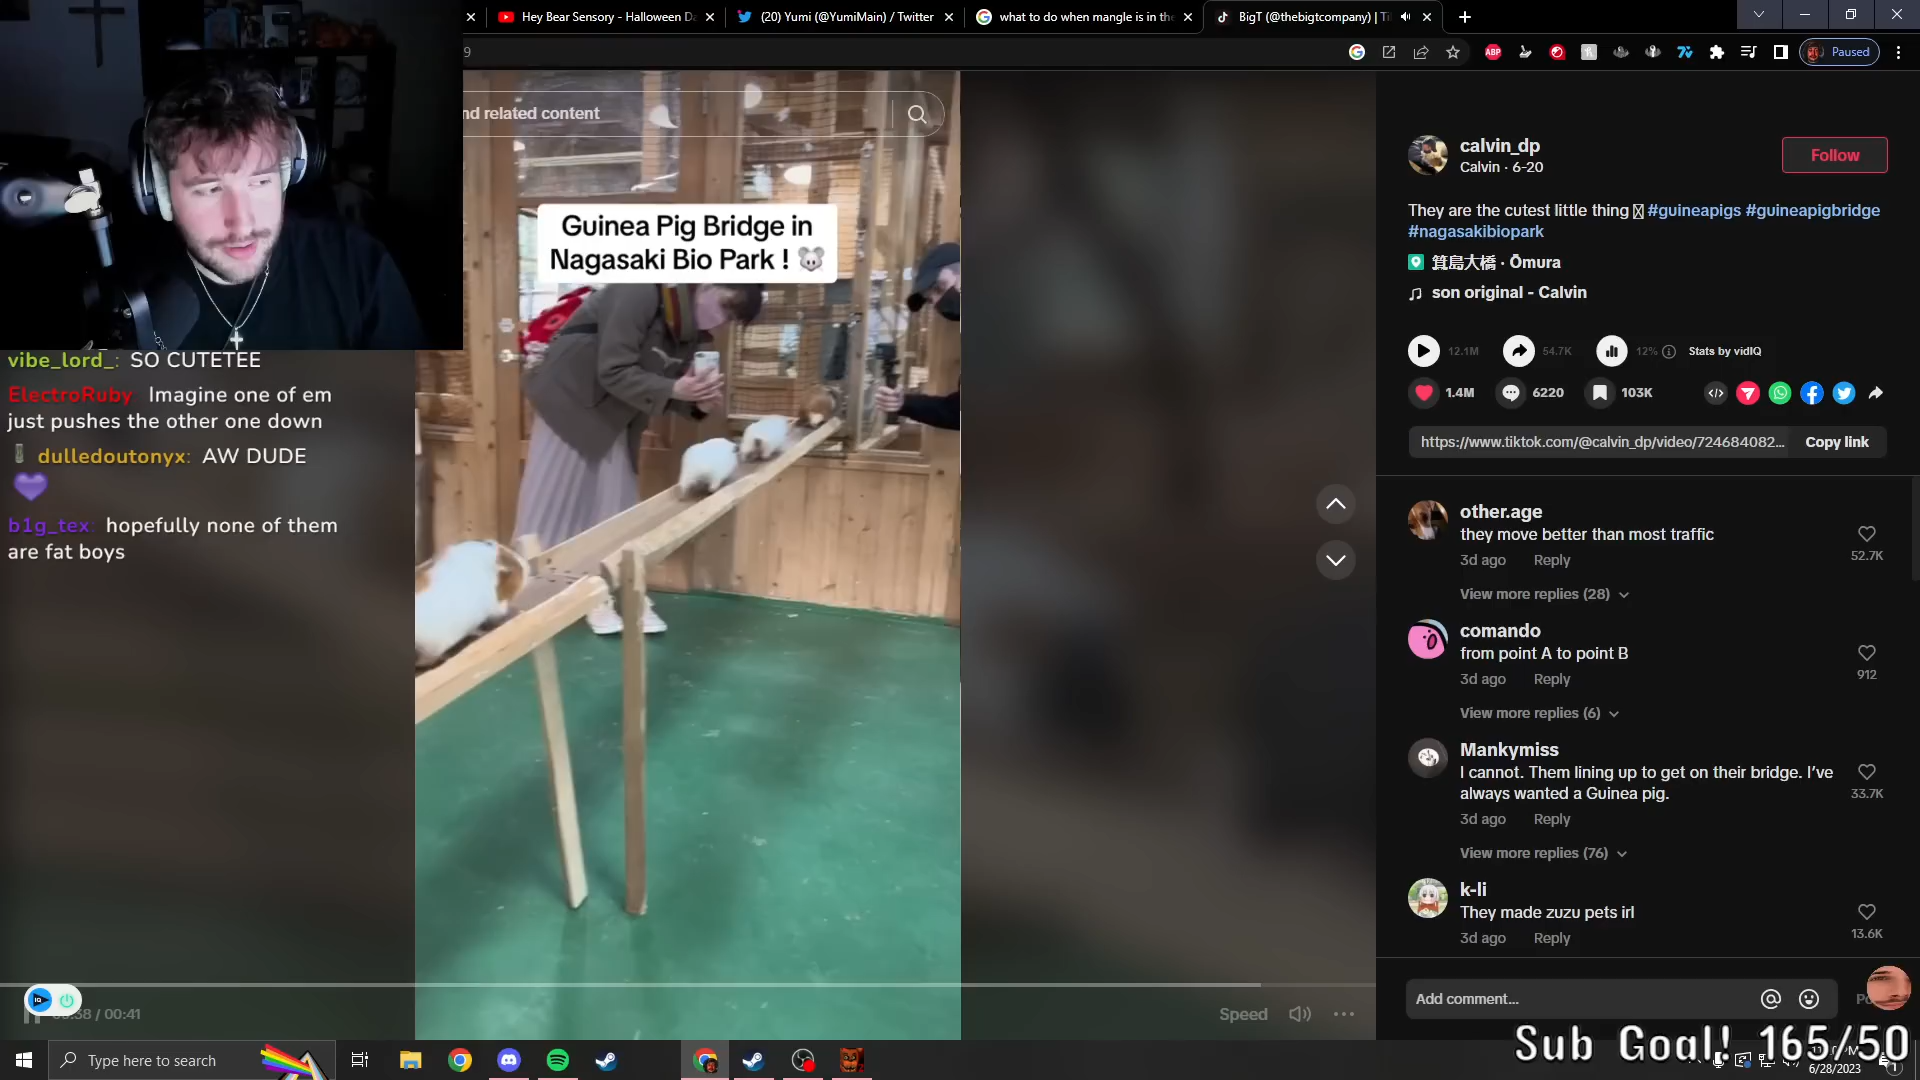 Hey Bear Sensory - Halloween Da
(20) Yumi (@YumiMain) / Twitter
what to do when mangle is in the
BigT (@thebigtcompany) | Ti
9
ABP
Paused
nd related content
Guinea Pig Bridge in
Nagasaki Bio Park !
vibe_lord_: SO CUTETEE
ElectroRuby: Imagine one of em
just pushes the other one down
dulledoutonyx: AW DUDE
b1g_tex: hopefully none of them
are fat boys
calvin_dp
Calvin · 6-20
Follow
They are the cutest little thing #guineapigs #guineapigbridge
#nagasakibiopark
箕島大橋 · Ōmura
son original - Calvin
12.1M
54.7K
12%
Stats by vidIQ
1.4M
6220
103K
https://www.tiktok.com/@calvin_dp/video/724684082...
Copy link
other.age
they move better than most traffic
3d ago Reply
52.7K
View more replies (28)
comando
from point A to point B
3d ago Reply
912
View more replies (6)
Mankymiss
I cannot. Them lining up to get on their bridge. I've
always wanted a Guinea pig.
3d ago Reply
33.7K
View more replies (76)
k-li
They made zuzu pets irl
3d ago Reply
13.6K
Add comment...
IQ
/ 00:41
Speed
Sub Goal! 165/50
Type here to search
6/28/2023